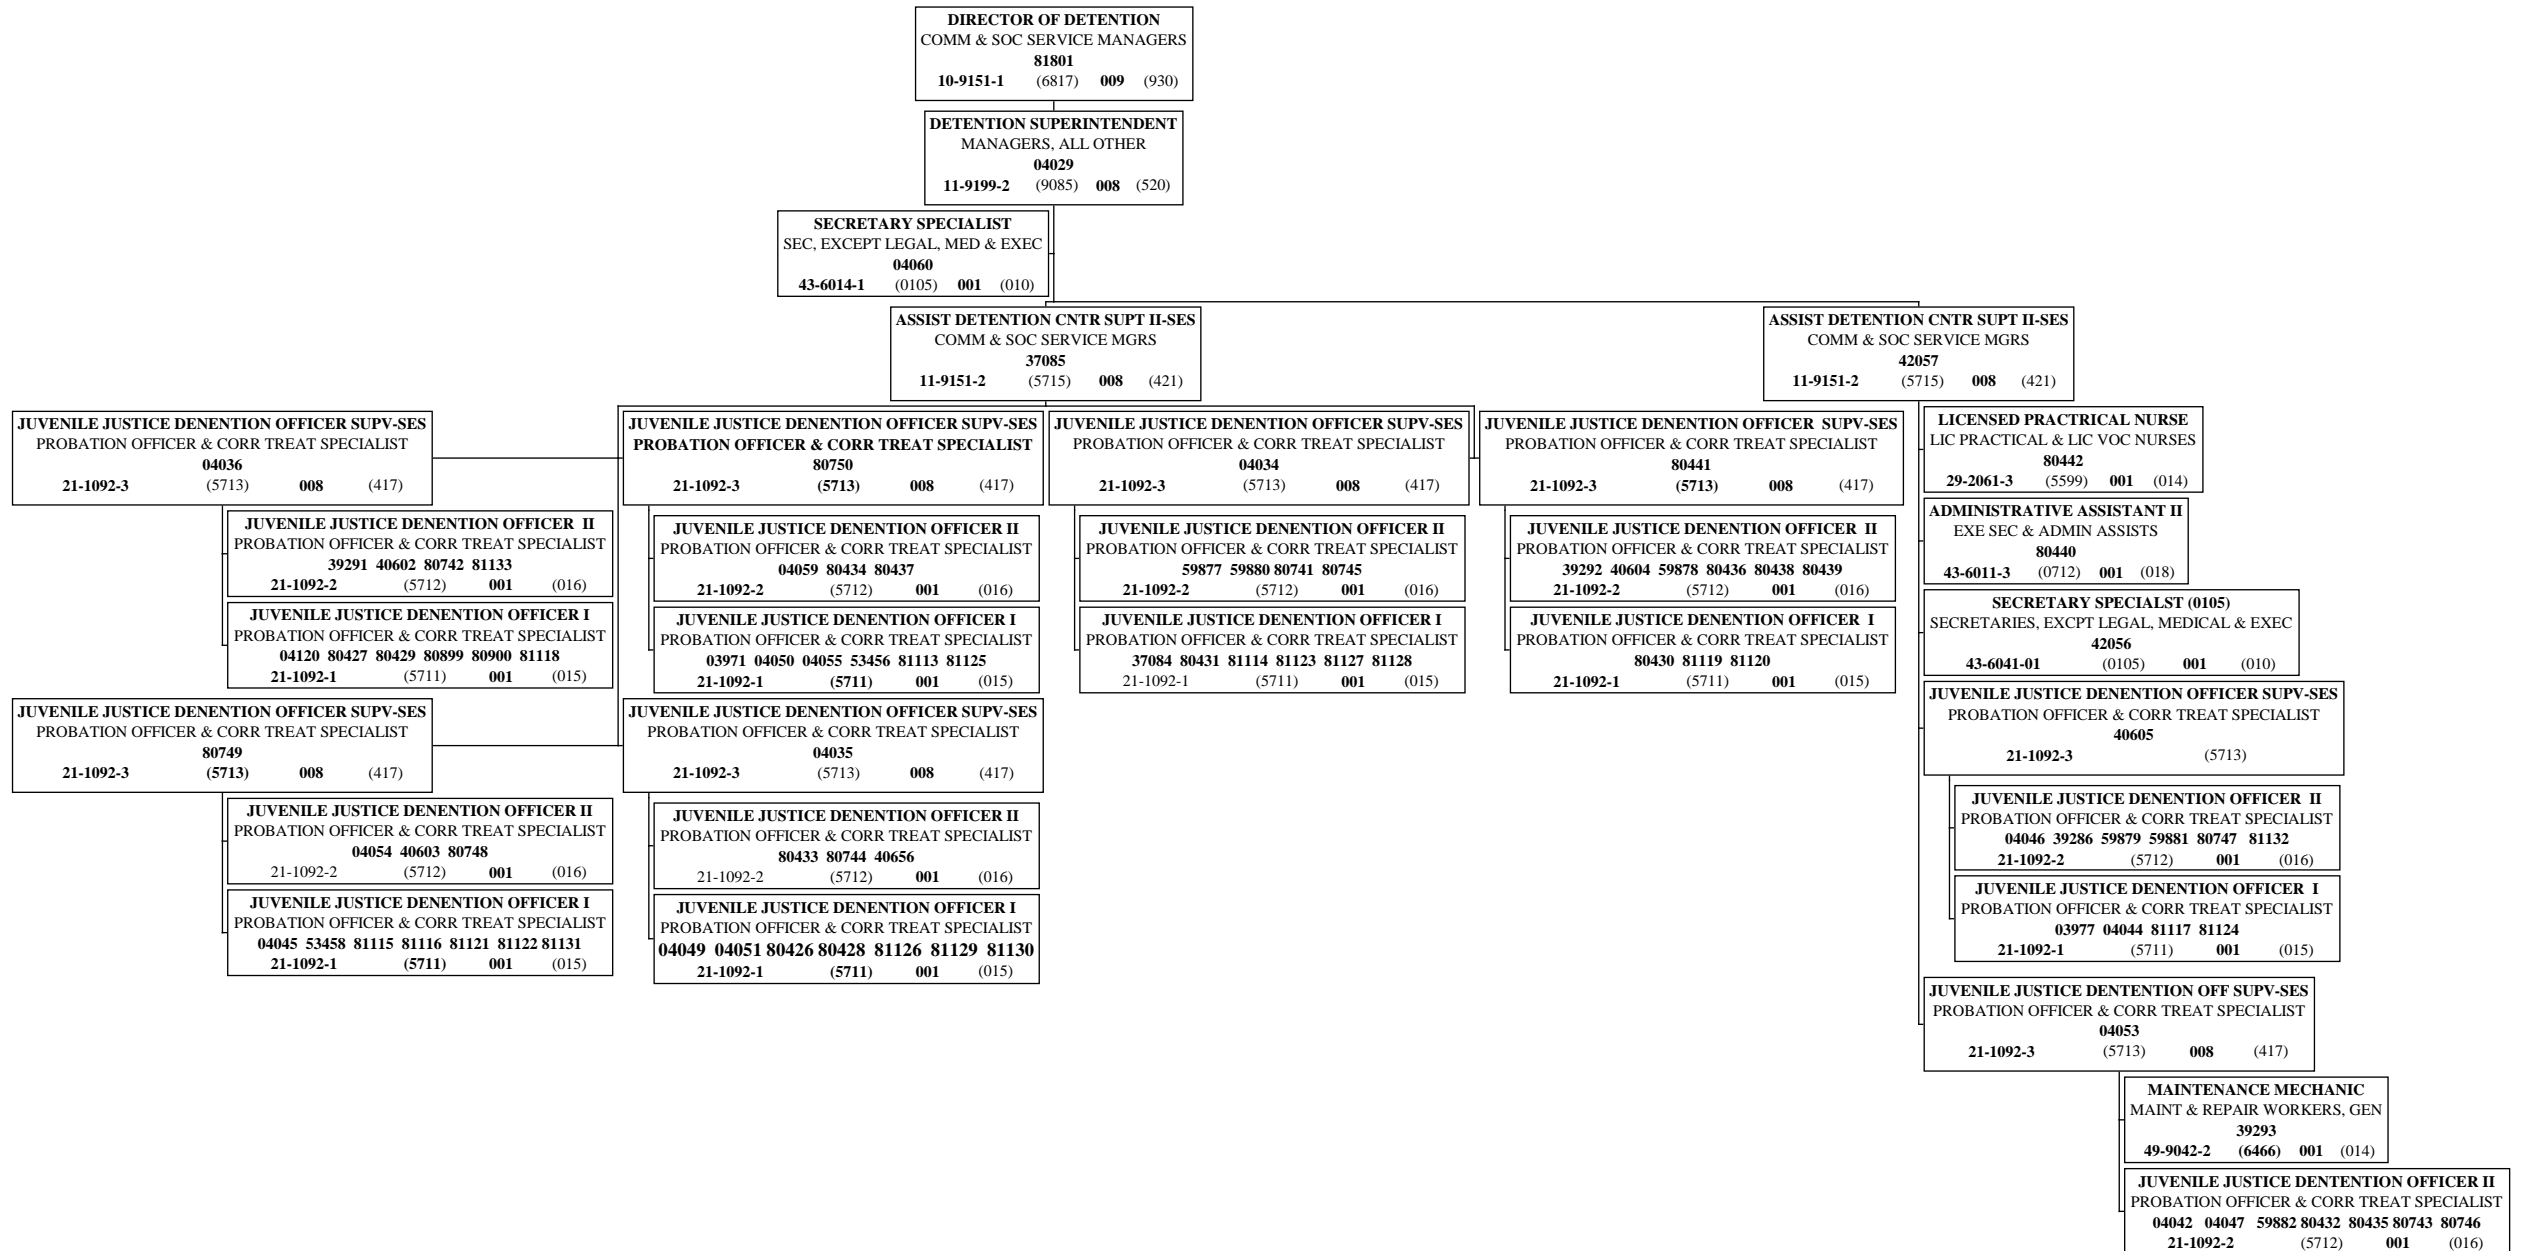 DIRECTOR OF DETENTION
COMM & SOC SERVICE MANAGERS
81801
10-9151-1 (6817) 009 (930)
DETENTION SUPERINTENDENT
MANAGERS, ALL OTHER
04029
11-9199-2 (9085) 008 (520)
SECRETARY SPECIALIST
SEC, EXCEPT LEGAL, MED & EXEC
04060
43-6014-1 (0105) 001 (010)
ASSIST DETENTION CNTR SUPT II-SES
COMM & SOC SERVICE MGRS
37085
11-9151-2 (5715) 008 (421)
ASSIST DETENTION CNTR SUPT II-SES
COMM & SOC SERVICE MGRS
42057
11-9151-2 (5715) 008 (421)
JUVENILE JUSTICE DENENTION OFFICER SUPV-SES
PROBATION OFFICER & CORR TREAT SPECIALIST
04036
21-1092-3 (5713) 008 (417)
JUVENILE JUSTICE DENENTION OFFICER II
PROBATION OFFICER & CORR TREAT SPECIALIST
39291 40602 80742 81133
21-1092-2 (5712) 001 (016)
JUVENILE JUSTICE DENENTION OFFICER I
PROBATION OFFICER & CORR TREAT SPECIALIST
04120 80427 80429 80899 80900 81118
21-1092-1 (5711) 001 (015)
JUVENILE JUSTICE DENENTION OFFICER SUPV-SES
PROBATION OFFICER & CORR TREAT SPECIALIST
80749
21-1092-3 (5713) 008 (417)
JUVENILE JUSTICE DENENTION OFFICER II
PROBATION OFFICER & CORR TREAT SPECIALIST
04054 40603 80748
21-1092-2 (5712) 001 (016)
JUVENILE JUSTICE DENENTION OFFICER I
PROBATION OFFICER & CORR TREAT SPECIALIST
04045 53458 81115 81116 81121 81122 81131
21-1092-1 (5711) 001 (015)
JUVENILE JUSTICE DENENTION OFFICER SUPV-SES
PROBATION OFFICER & CORR TREAT SPECIALIST
80750
21-1092-3 (5713) 008 (417)
JUVENILE JUSTICE DENENTION OFFICER II
PROBATION OFFICER & CORR TREAT SPECIALIST
04059 80434 80437
21-1092-2 (5712) 001 (016)
JUVENILE JUSTICE DENENTION OFFICER I
PROBATION OFFICER & CORR TREAT SPECIALIST
03971 04050 04055 53456 81113 81125
21-1092-1 (5711) 001 (015)
JUVENILE JUSTICE DENENTION OFFICER SUPV-SES
PROBATION OFFICER & CORR TREAT SPECIALIST
04035
21-1092-3 (5713) 008 (417)
JUVENILE JUSTICE DENENTION OFFICER II
PROBATION OFFICER & CORR TREAT SPECIALIST
80433 80744 40656
21-1092-2 (5712) 001 (016)
JUVENILE JUSTICE DENENTION OFFICER I
PROBATION OFFICER & CORR TREAT SPECIALIST
04049 04051 80426 80428 81126 81129 81130
21-1092-1 (5711) 001 (015)
JUVENILE JUSTICE DENENTION OFFICER SUPV-SES
PROBATION OFFICER & CORR TREAT SPECIALIST
04034
21-1092-3 (5713) 008 (417)
JUVENILE JUSTICE DENENTION OFFICER II
PROBATION OFFICER & CORR TREAT SPECIALIST
59877 59880 80741 80745
21-1092-2 (5712) 001 (016)
JUVENILE JUSTICE DENENTION OFFICER I
PROBATION OFFICER & CORR TREAT SPECIALIST
37084 80431 81114 81123 81127 81128
21-1092-1 (5711) 001 (015)
JUVENILE JUSTICE DENENTION OFFICER SUPV-SES
PROBATION OFFICER & CORR TREAT SPECIALIST
80441
21-1092-3 (5713) 008 (417)
JUVENILE JUSTICE DENENTION OFFICER II
PROBATION OFFICER & CORR TREAT SPECIALIST
39292 40604 59878 80436 80438 80439
21-1092-2 (5712) 001 (016)
JUVENILE JUSTICE DENENTION OFFICER I
PROBATION OFFICER & CORR TREAT SPECIALIST
80430 81119 81120
21-1092-1 (5711) 001 (015)
LICENSED PRACTRICAL NURSE
LIC PRACTICAL & LIC VOC NURSES
80442
29-2061-3 (5599) 001 (014)
ADMINISTRATIVE ASSISTANT II
EXE SEC & ADMIN ASSISTS
80440
43-6011-3 (0712) 001 (018)
SECRETARY SPECIALST (0105)
SECRETARIES, EXCPT LEGAL, MEDICAL & EXEC
42056
43-6041-01 (0105) 001 (010)
JUVENILE JUSTICE DENENTION OFFICER SUPV-SES
PROBATION OFFICER & CORR TREAT SPECIALIST
40605
21-1092-3 (5713)
JUVENILE JUSTICE DENENTION OFFICER II
PROBATION OFFICER & CORR TREAT SPECIALIST
04046 39286 59879 59881 80747 81132
21-1092-2 (5712) 001 (016)
JUVENILE JUSTICE DENENTION OFFICER I
PROBATION OFFICER & CORR TREAT SPECIALIST
03977 04044 81117 81124
21-1092-1 (5711) 001 (015)
JUVENILE JUSTICE DENTENTION OFF SUPV-SES
PROBATION OFFICER & CORR TREAT SPECIALIST
04053
21-1092-3 (5713) 008 (417)
MAINTENANCE MECHANIC
MAINT & REPAIR WORKERS, GEN
39293
49-9042-2 (6466) 001 (014)
JUVENILE JUSTICE DENTENTION OFFICER II
PROBATION OFFICER & CORR TREAT SPECIALIST
04042 04047 59882 80432 80435 80743 80746
21-1092-2 (5712) 001 (016)